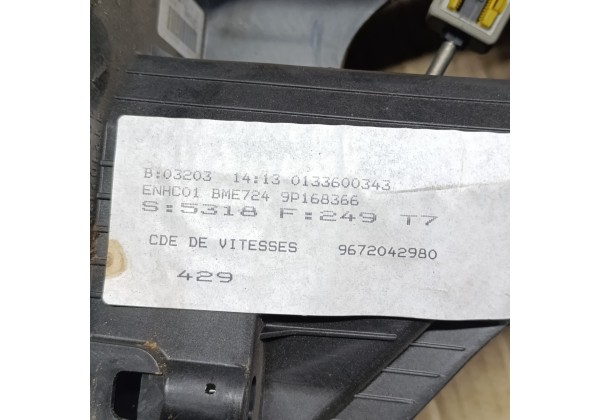 B:03203 14:13 0133600343
ENHC01 BME724 9P168366
S:5318 F:249 T7
CDE DE VITESSES 9672042980
429